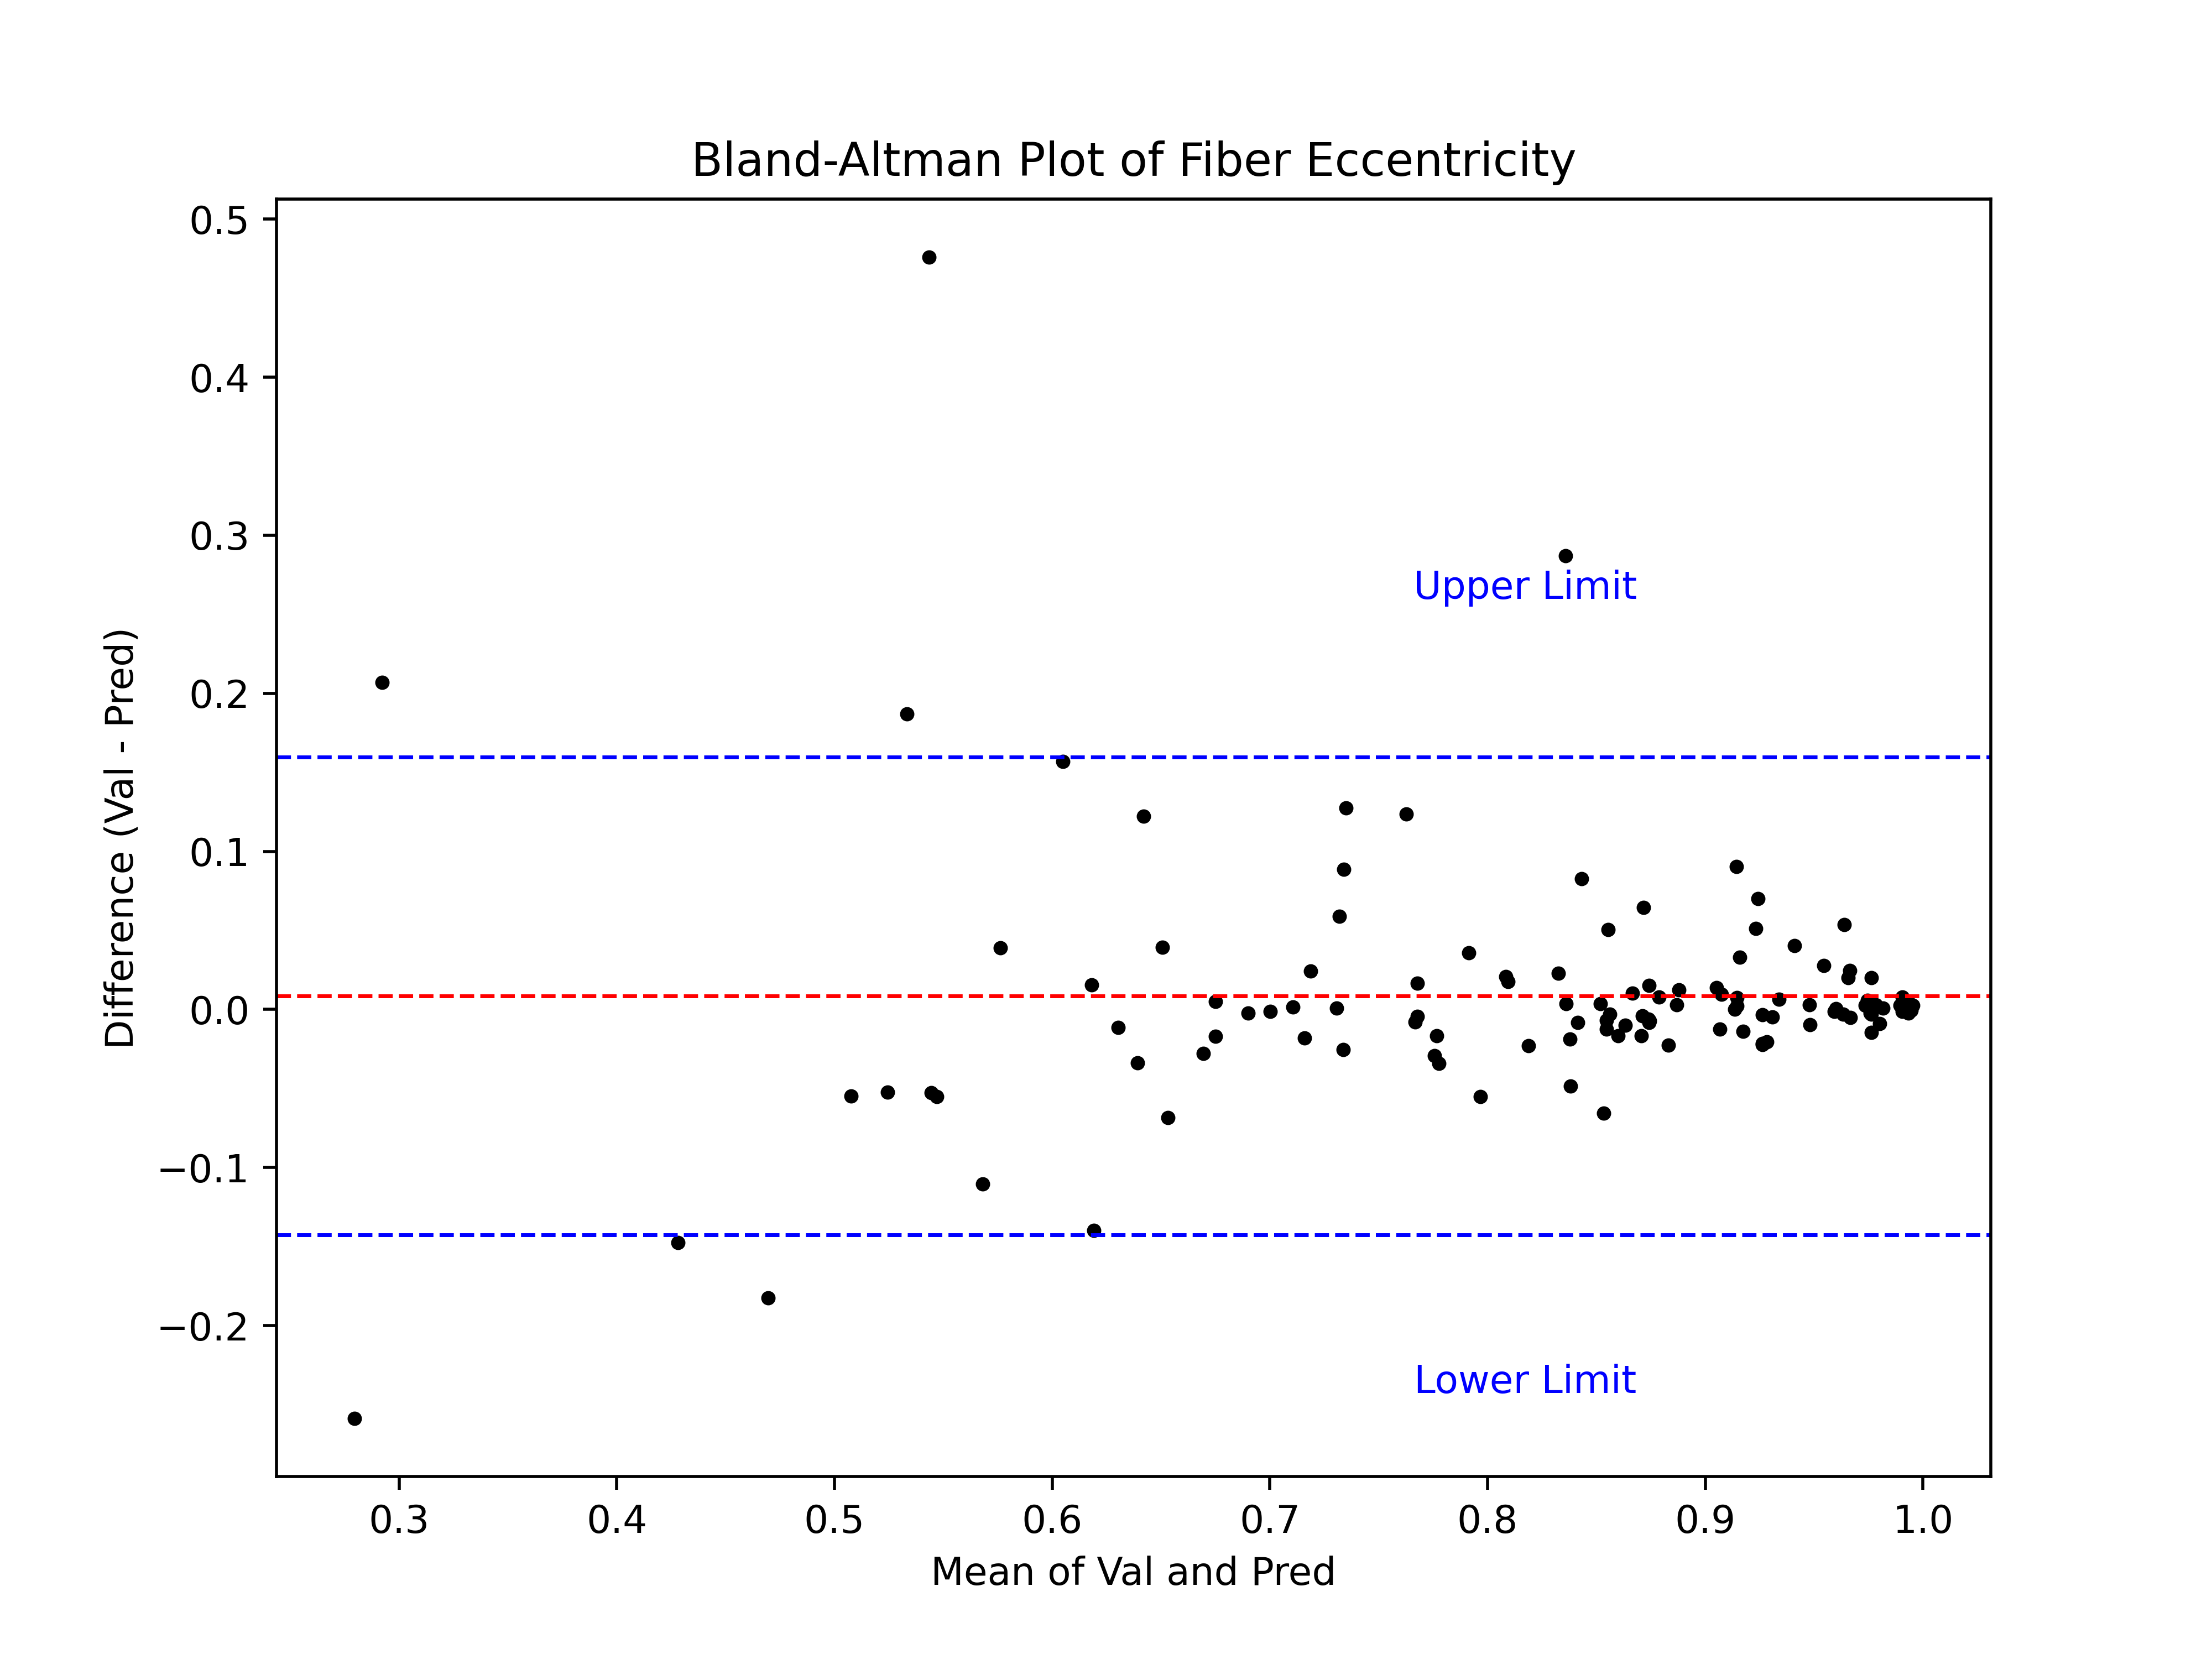 Bland-Altman Plot of Fiber Eccentricity
0.5
0.4
0.3
0.2
0.1
0.0
−0.1
−0.2
Difference (Val - Pred)
Upper Limit
Lower Limit
0.3 0.4 0.5 0.6 0.7 0.8 0.9 1.0
Mean of Val and Pred